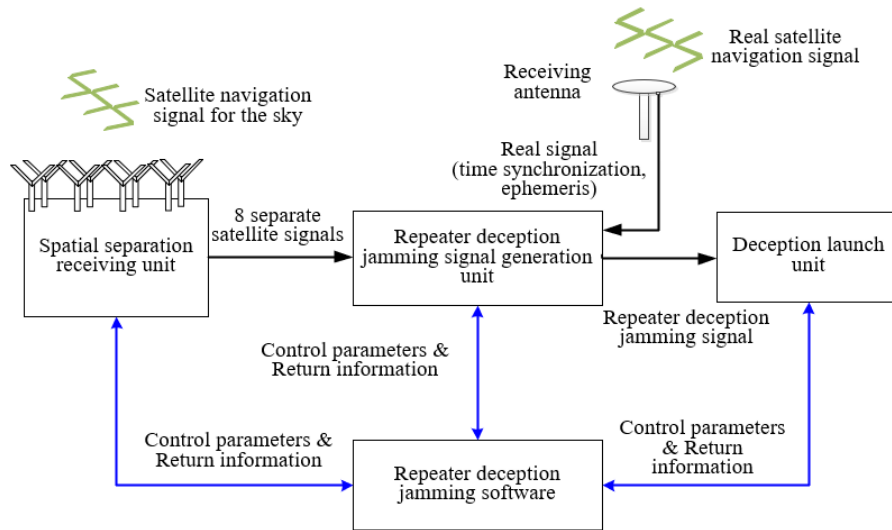 Real satellite
navigation signal
Receiving
antenna
Satellite navigation
signal for the sky
Real signal
(time synchronization,
ephemeris)
8 separate
satellite signals
Spatial separation
receiving unit
Repeater deception
jamming signal generation
unit
Deception launch
unit
Repeater deception
jamming signal
Control parameters &
Return information
Control parameters &
Return information
Control parameters
& Return
information
Repeater deception
jamming software